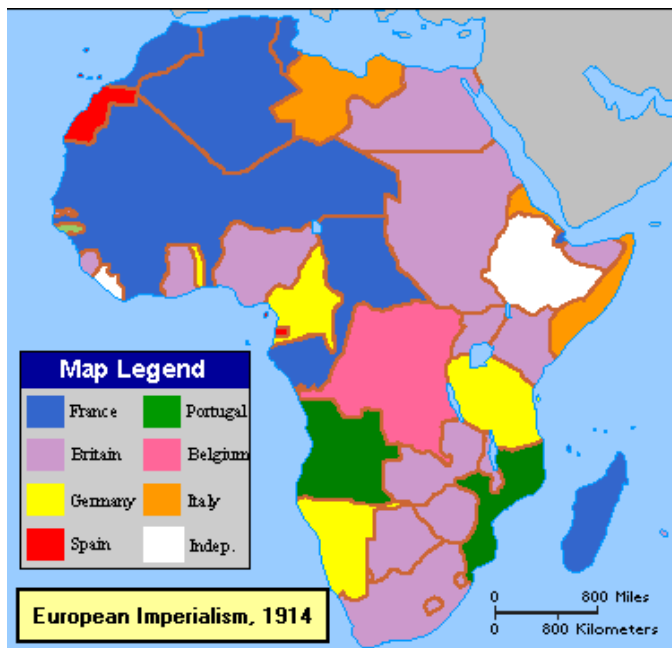 Map Legend
France
Portugal
Britain
Belgium
Germany
Italy
Spain
Indep.
European Imperialism, 1914
0 800 Miles
0 800 Kilometers